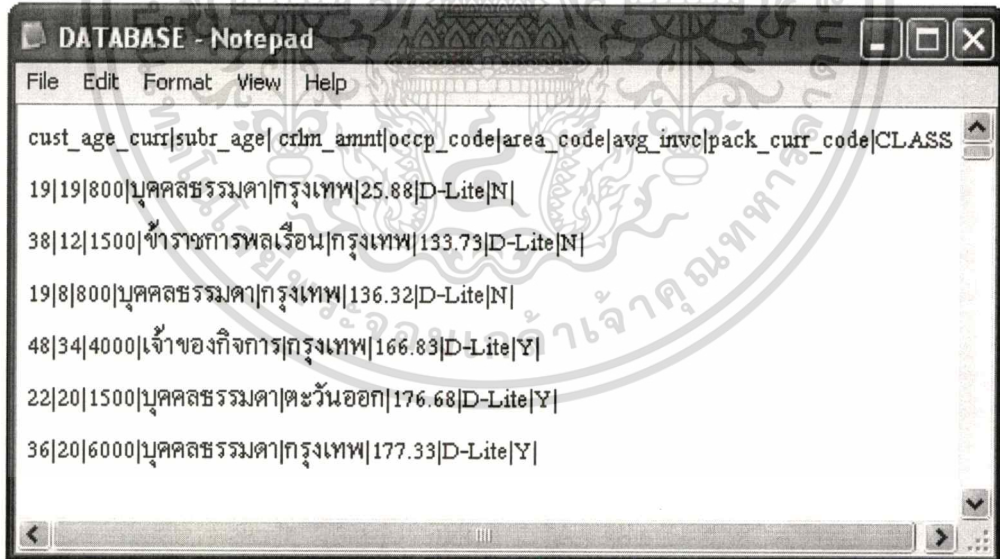 DATABASE - Notepad
File Edit Format View Help
cust_age_curr|subr_age| crlm_amnt|occp_code|area_code|avg_invc|pack_curr_code|CLASS
19|19|800|บุคคลธรรมดา|กรุงเทพ|25.88|D-Lite|N|
38|12|1500|ข้าราชการพลเรือน|กรุงเทพ|133.73|D-Lite|N|
19|8|800|บุคคลธรรมดา|กรุงเทพ|136.32|D-Lite|N|
48|34|4000|เจ้าของกิจการ|กรุงเทพ|166.83|D-Lite|Y|
22|20|1500|บุคคลธรรมดา|ตะวันออก|176.68|D-Lite|Y|
36|20|6000|บุคคลธรรมดา|กรุงเทพ|177.33|D-Lite|Y|